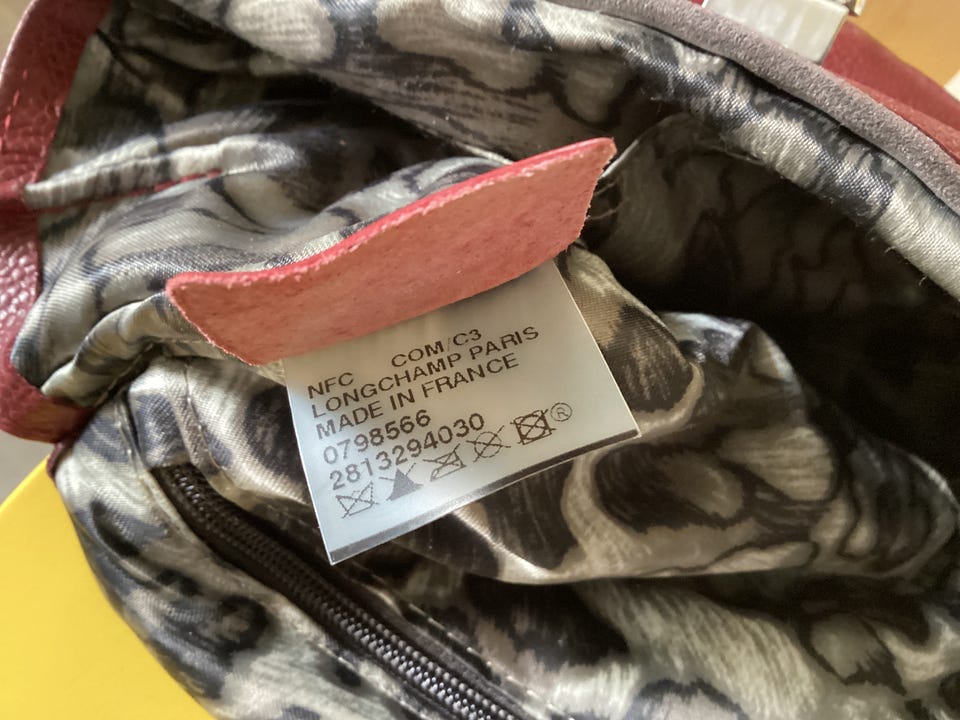 NFC COM/C3
LONGCHAMP PARIS
MADE IN FRANCE
0798566
2813294030
®